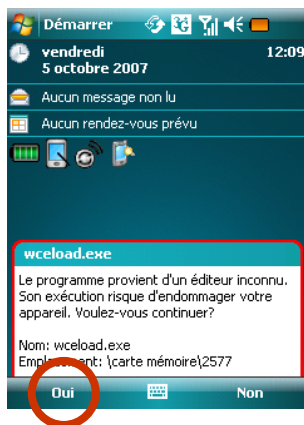 Démarrer
3G
vendredi
12:09
5 octobre 2007
Aucun message non lu
Aucun rendez-vous prévu
wceload.exe
Le programme provient d'un éditeur inconnu.
Son exécution risque d'endommager votre
appareil. Voulez-vous continuer?
Nom: wceload.exe
Emplacement: \carte mémoire\2577
Oui
Non